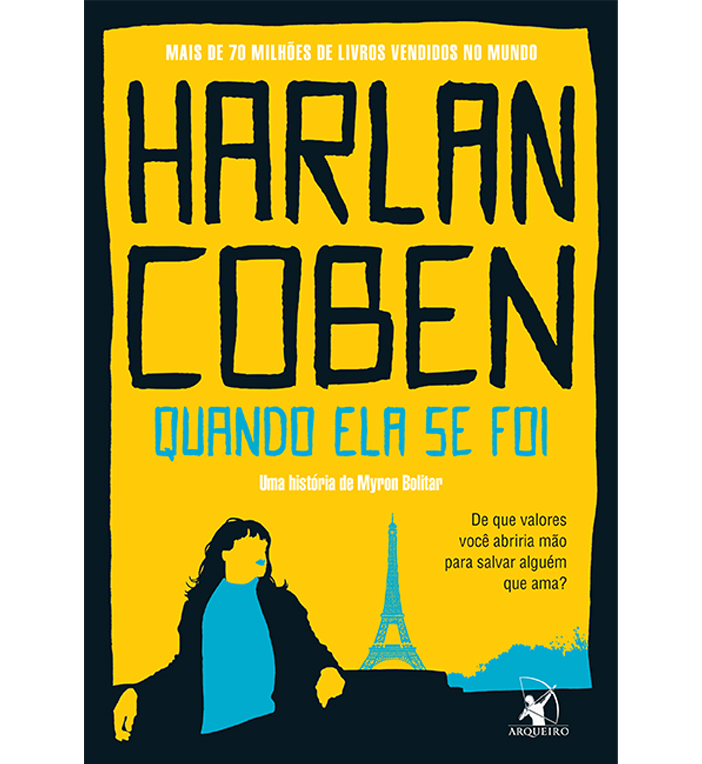 MAIS DE 70 MILHÕES DE LIVROS VENDIDOS NO MUNDO
HARLAN
COBEN
QUANDO ELA SE FOI
Uma história de Myron Bolitar
De que valores
você abriria mão
para salvar alguém
que ama?
ARQUEIRO